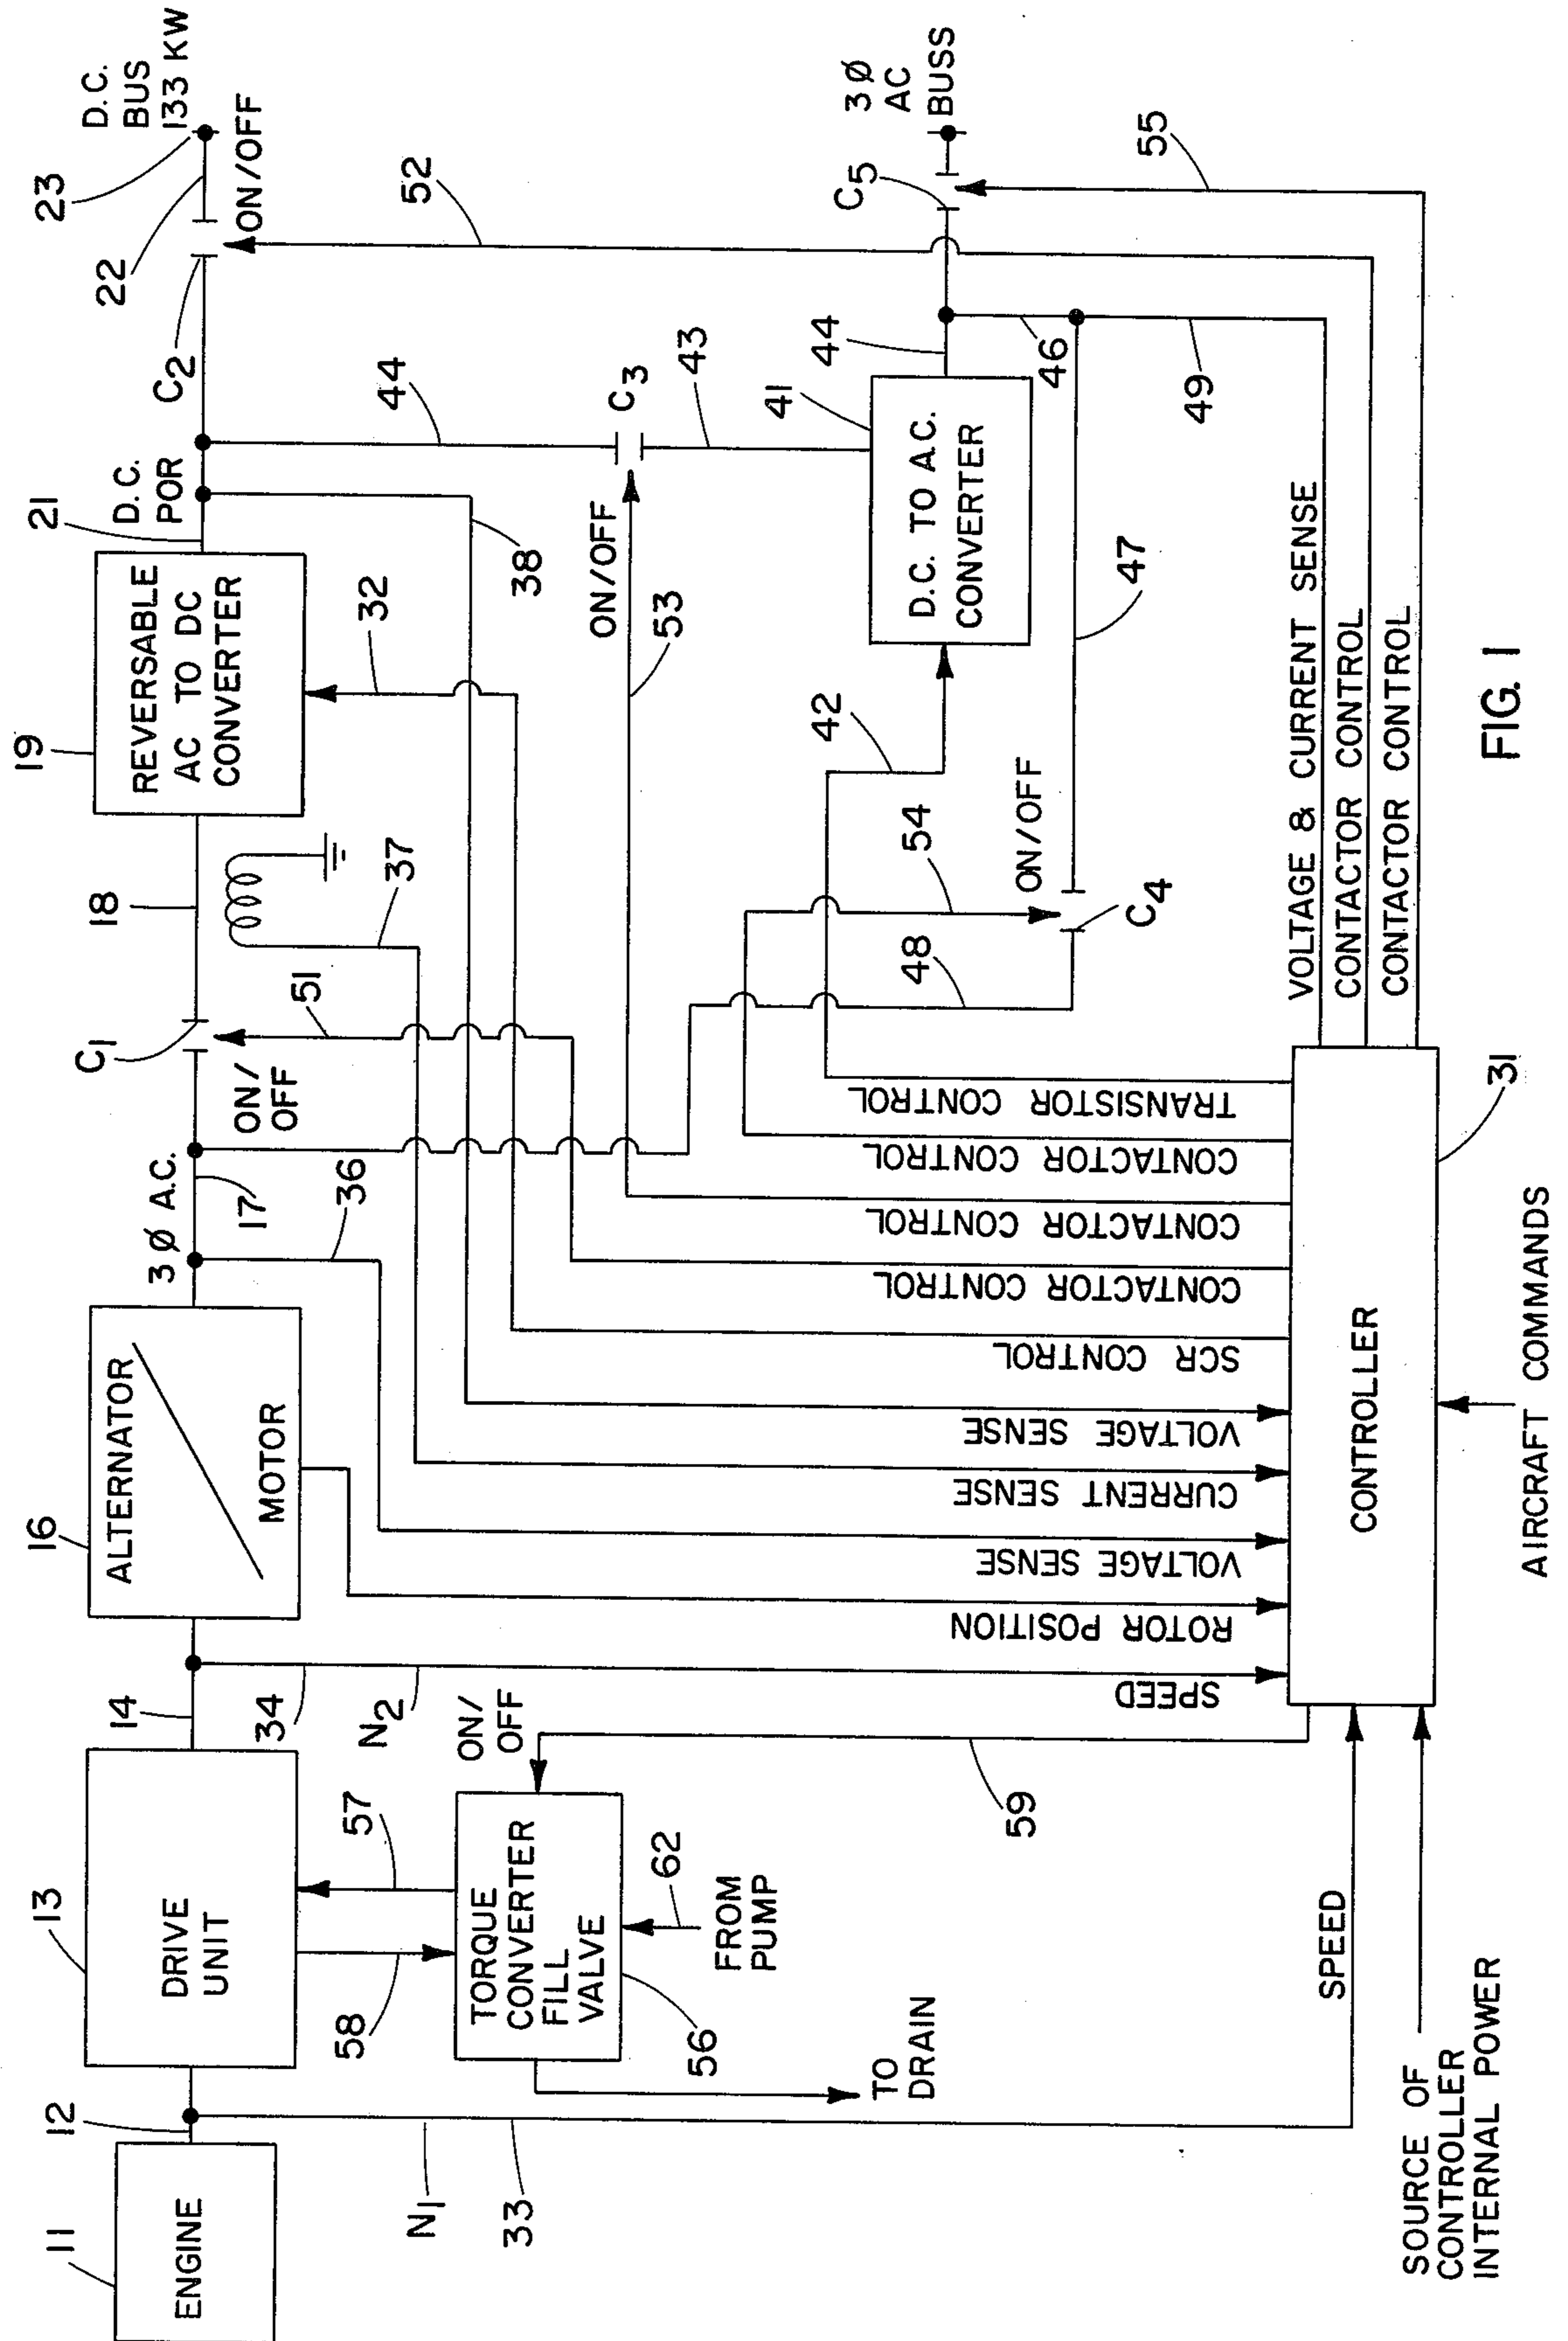 11
ENGINE
12
N1
33
13
DRIVE
UNIT
58
57
TORQUE
CONVERTER
FILL
VALVE
56
62
FROM
PUMP
TO
DRAIN
14
34
N2
ON/
OFF
59
16
ALTERNATOR
MOTOR
3Ø A.C.
17
36
C1
ON/
OFF
51
18
37
19
REVERSABLE
AC TO DC
CONVERTER
32
21
D.C.
POR
38
C2
22
23
D.C.
BUS
133 KW
ON/OFF
52
44
C3
43
ON/OFF
53
41
D.C. TO A.C.
CONVERTER
44
42
46
49
47
48
54
ON/OFF
C4
C5
3Ø
AC
BUSS
55
SPEED
ROTOR POSITION
VOLTAGE SENSE
CURRENT SENSE
VOLTAGE SENSE
SCR CONTROL
CONTACTOR CONTROL
CONTACTOR CONTROL
CONTACTOR CONTROL
TRANSISTOR CONTROL
VOLTAGE & CURRENT SENSE
CONTACTOR CONTROL
CONTACTOR CONTROL
CONTROLLER
31
SPEED
SOURCE OF
CONTROLLER
INTERNAL POWER
AIRCRAFT COMMANDS
FIG. 1